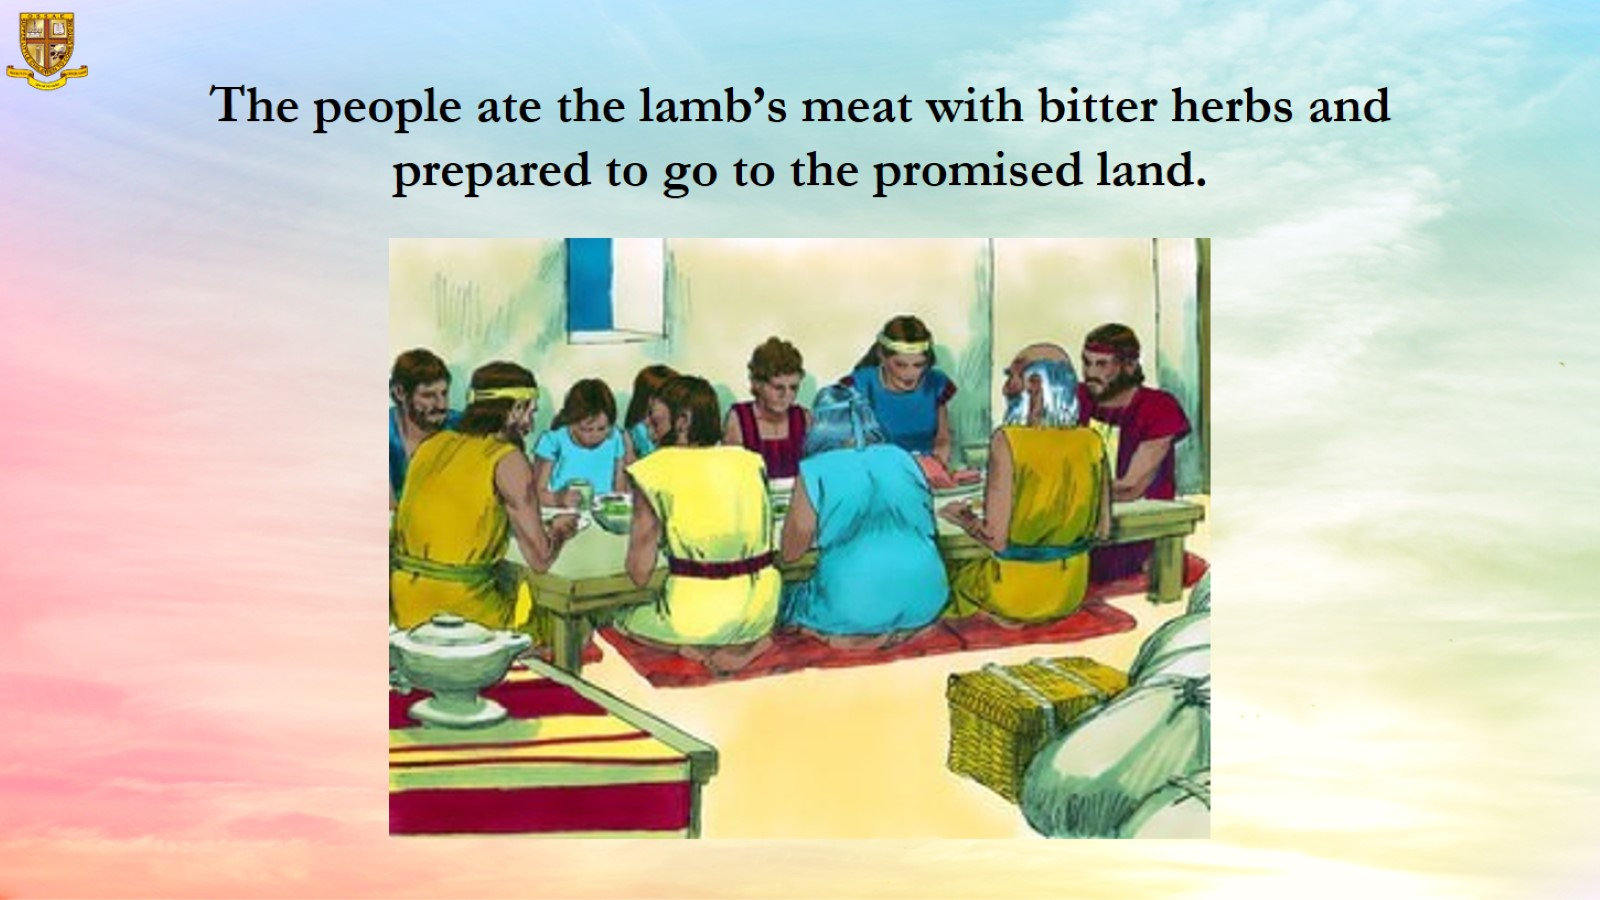 The people ate the lamb’s meat with bitter herbs and
prepared to go to the promised land.